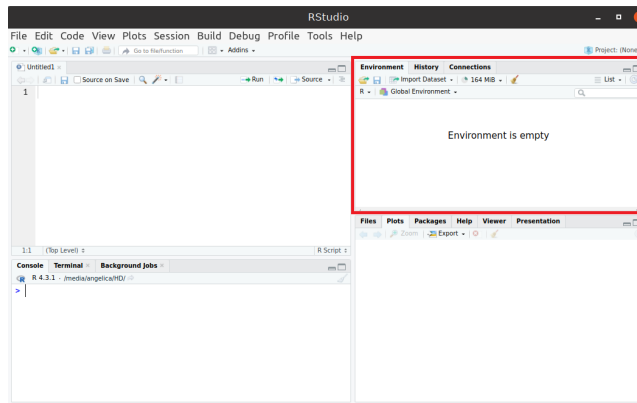 RStudio
File Edit Code View Plots Session Build Debug Profile Tools Help
Go to file/function Addins Project: (None
Untitled1
Source on Save Run Source
1
1:1 (Top Level) R Script
Console Terminal Background Jobs
R 4.3.1 · /media/angelica/HD/
>
Environment History Connections
Import Dataset 164 MiB List
R Global Environment
Environment is empty
Files Plots Packages Help Viewer Presentation
Zoom Export